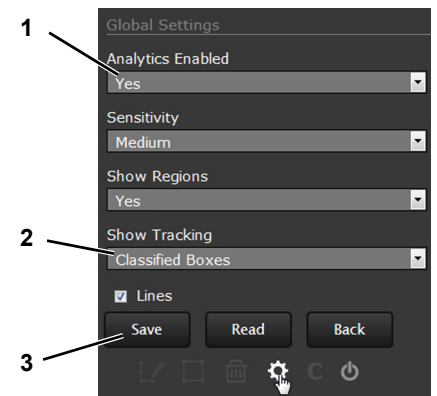 Global Settings
1
Analytics Enabled
Yes
Sensitivity
Medium
Show Regions
Yes
2
Show Tracking
Classified Boxes
Lines
3
Save Read Back
C